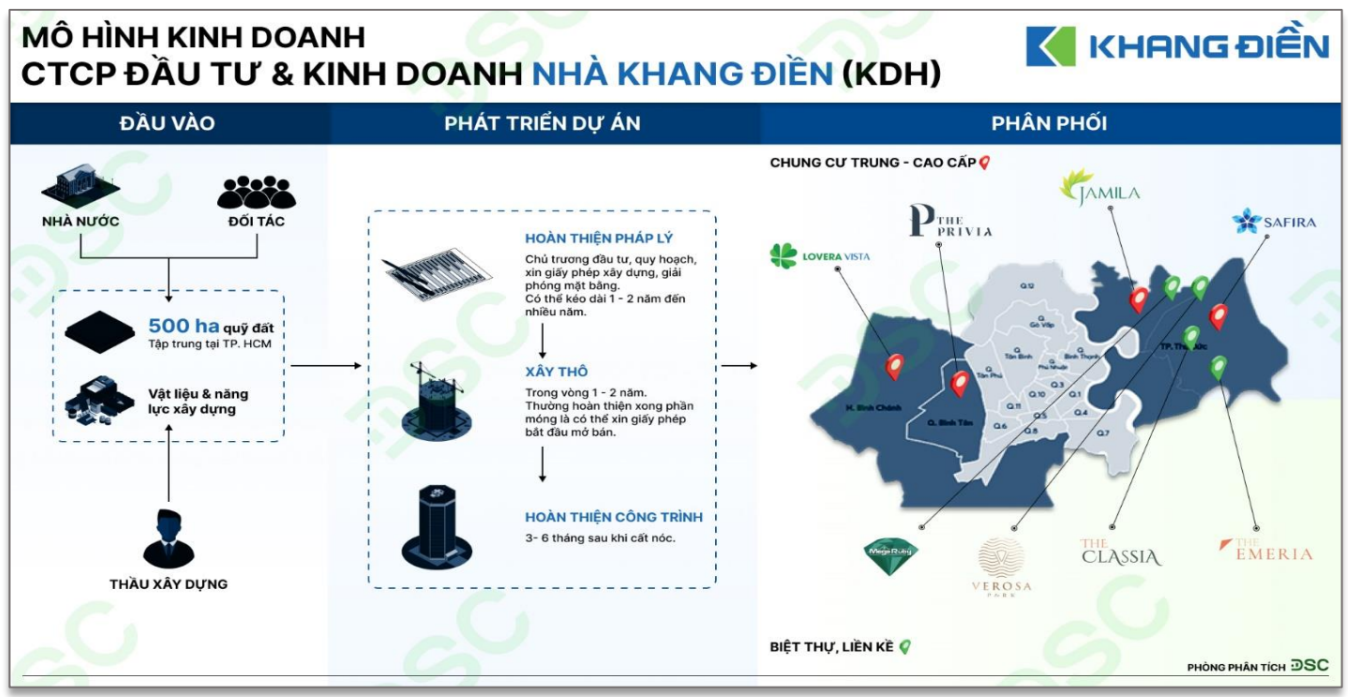 MÔ HÌNH KINH DOANH
CTCP ĐẦU TƯ & KINH DOANH NHÀ KHANG ĐIỀN (KDH)
KHANG ĐIỀN
ĐẦU VÀO
NHÀ NƯỚC
ĐỐI TÁC
500 ha quỹ đất
Tập trung tại TP. HCM
Vật liệu & năng
lực xây dựng
THẦU XÂY DỰNG
PHÁT TRIỂN DỰ ÁN
HOÀN THIỆN PHÁP LÝ
Chủ trương đầu tư, quy hoạch,
xin giấy phép xây dựng, giải
phóng mặt bằng.
Có thể kéo dài 1 - 2 năm đến
nhiều năm.
XÂY THÔ
Trong vòng 1 - 2 năm.
Thường hoàn thiện xong phần
móng là có thể xin giấy phép
bắt đầu mở bán.
HOÀN THIỆN CÔNG TRÌNH
3- 6 tháng sau khi cất nóc.
PHÂN PHỐI
CHUNG CƯ TRUNG - CAO CẤP
JAMILA
THE
PRIVIA
SAFIRA
LOVERA VISTA
Q.12
Q.
Gò Vấp
Q.
Tân Bình
Q.
Bình Thạnh
Q.
Phú Nhuận
Q.
Tân Phú
TP. Thủ Đức
Q.3
Q.10
Q.1
H. Bình Chánh
Q.11
Q.5
Q.4
Q. Bình Tân
Q.6
Q.8
Q.7
Mega Ruby
VEROSA
PARK
THE
CLASSIA
THE
EMERIA
BIỆT THỰ, LIỀN KỀ
PHÒNG PHÂN TÍCH DSC